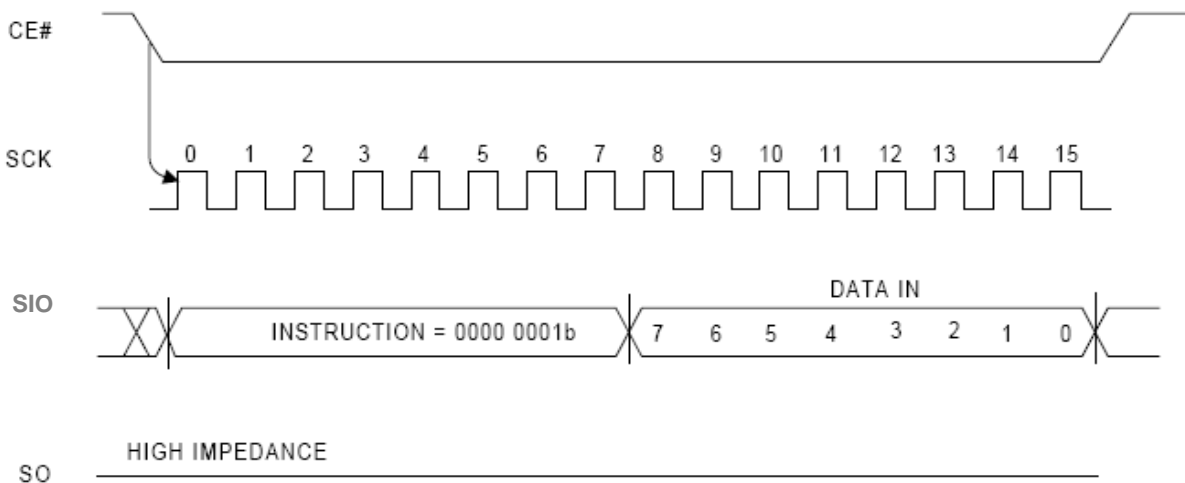 CE#
SCK 0 1 2 3 4 5 6 7 8 9 10 11 12 13 14 15
DATA IN
SIO INSTRUCTION = 0000 0001b 7 6 5 4 3 2 1 0
HIGH IMPEDANCE
SO